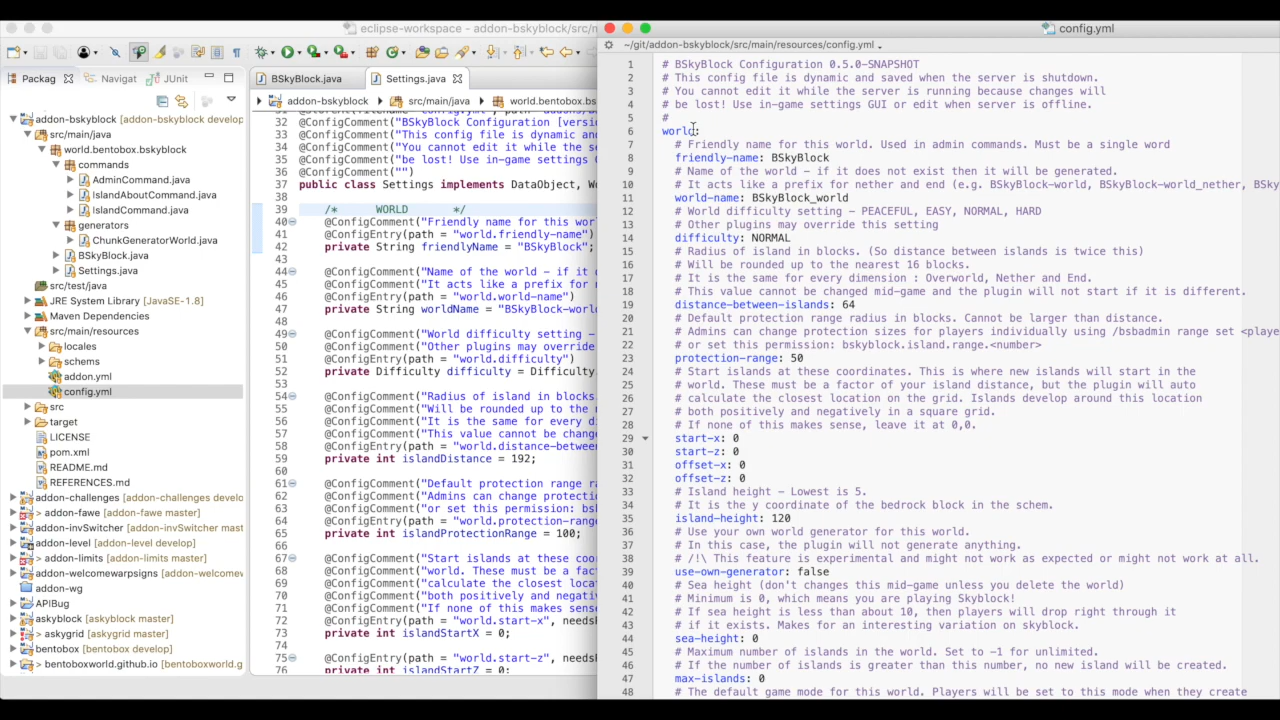 eclipse-workspace - addon-bskyblock/src/m
config.yml
~/git/addon-bskyblock/src/main/resources/config.yml
Packag
Navigat
JUnit
addon-bskyblock [addon-bskyblock develop
src/main/java
world.bentobox.bskyblock
commands
AdminCommand.java
IslandAboutCommand.java
IslandCommand.java
generators
ChunkGeneratorWorld.java
BSkyBlock.java
Settings.java
src/test/java
JRE System Library [JavaSE-1.8]
Maven Dependencies
src/main/resources
locales
schems
addon.yml
config.yml
src
target
LICENSE
pom.xml
README.md
REFERENCES.md
addon-challenges [addon-challenges develo
> addon-fawe [addon-fawe master]
addon-invSwitcher [addon-invSwitcher mast
addon-level [addon-level develop]
> addon-limits [addon-limits master]
addon-welcomewarpsigns [addon-welcomew
addon-wg
APIBug
askyblock [askyblock master]
> askygrid [askygrid master]
bentobox [bentobox develop]
> bentoboxworld.github.io [bentoboxworld.g
BSkyBlock.java
Settings.java
addon-bskyblock
src/main/java
world.bentobox.bs
32 @ConfigComment("BSkyBlock Configuration [version
33 @ConfigComment("This config file is dynamic and
34 @ConfigComment("You cannot edit it while the se
35 @ConfigComment("be lost! Use in-game settings G
36 @ConfigComment("")
37 public class Settings implements DataObject, Wo
38
39 /* WORLD */
40 @ConfigComment("Friendly name for this wor
41 @ConfigEntry(path = "world.friendly-name")
42 private String friendlyName = "BSkyBlock";
43
44 @ConfigComment("Name of the world - if it d
45 @ConfigComment("It acts like a prefix for n
46 @ConfigEntry(path = "world.world-name")
47 private String worldName = "BSkyBlock-worl
48
49 @ConfigComment("World difficulty setting -
50 @ConfigComment("Other plugins may override
51 @ConfigEntry(path = "world.difficulty")
52 private Difficulty difficulty = Difficulty.
53
54 @ConfigComment("Radius of island in blocks.
55 @ConfigComment("Will be rounded up to the n
56 @ConfigComment("It is the same for every di
57 @ConfigComment("This value cannot be change
58 @ConfigEntry(path = "world.distance-between
59 private int islandDistance = 192;
60
61 @ConfigComment("Default protection range ra
62 @ConfigComment("Admins can change protectio
63 @ConfigComment("or set this permission: bsk
64 @ConfigEntry(path = "world.protection-range
65 private int islandProtectionRange = 100;
66
67 @ConfigComment("Start islands at these coor
68 @ConfigComment("world. These must be a fact
69 @ConfigComment("calculate the closest locat
70 @ConfigComment("both positively and negativ
71 @ConfigComment("If none of this makes sense
72 @ConfigEntry(path = "world.start-x", needsR
73 private int islandStartX = 0;
74
75 @ConfigEntry(path = "world.start-z", needsR
76 private int islandStartZ = 0;
1 # BSkyBlock Configuration 0.5.0-SNAPSHOT
2 # This config file is dynamic and saved when the server is shutdown.
3 # You cannot edit it while the server is running because changes will
4 # be lost! Use in-game settings GUI or edit when server is offline.
5 #
6 world:
7 # Friendly name for this world. Used in admin commands. Must be a single word
8 friendly-name: BSkyBlock
9 # Name of the world - if it does not exist then it will be generated.
10 # It acts like a prefix for nether and end (e.g. BSkyBlock-world, BSkyBlock-world_nether, BSky
11 world-name: BSkyBlock_world
12 # World difficulty setting - PEACEFUL, EASY, NORMAL, HARD
13 # Other plugins may override this setting
14 difficulty: NORMAL
15 # Radius of island in blocks. (So distance between islands is twice this)
16 # Will be rounded up to the nearest 16 blocks.
17 # It is the same for every dimension : Overworld, Nether and End.
18 # This value cannot be changed mid-game and the plugin will not start if it is different.
19 distance-between-islands: 64
20 # Default protection range radius in blocks. Cannot be larger than distance.
21 # Admins can change protection sizes for players individually using /bsbadmin range set <playe
22 # or set this permission: bskyblock.island.range.<number>
23 protection-range: 50
24 # Start islands at these coordinates. This is where new islands will start in the
25 # world. These must be a factor of your island distance, but the plugin will auto
26 # calculate the closest location on the grid. Islands develop around this location
27 # both positively and negatively in a square grid.
28 # If none of this makes sense, leave it at 0,0.
29 start-x: 0
30 start-z: 0
31 offset-x: 0
32 offset-z: 0
33 # Island height - Lowest is 5.
34 # It is the y coordinate of the bedrock block in the schem.
35 island-height: 120
36 # Use your own world generator for this world.
37 # In this case, the plugin will not generate anything.
38 # /!\ This feature is experimental and might not work as expected or might not work at all.
39 use-own-generator: false
40 # Sea height (don't changes this mid-game unless you delete the world)
41 # Minimum is 0, which means you are playing Skyblock!
42 # If sea height is less than about 10, then players will drop right through it
43 # if it exists. Makes for an interesting variation on skyblock.
44 sea-height: 0
45 # Maximum number of islands in the world. Set to -1 for unlimited.
46 # If the number of islands is greater than this number, no new island will be created.
47 max-islands: 0
48 # The default game mode for this world. Players will be set to this mode when they create